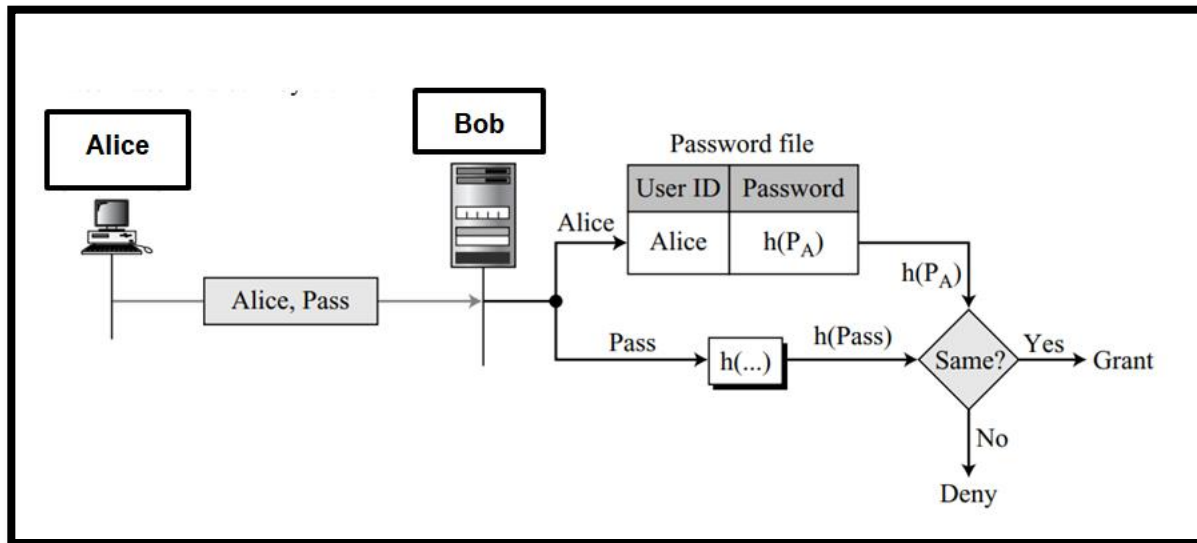 Alice
Bob
Password file
User ID Password
Alice
Alice h(P_A)
h(P_A)
Alice, Pass
Pass
h(...)
h(Pass)
Same?
Yes
Grant
No
Deny